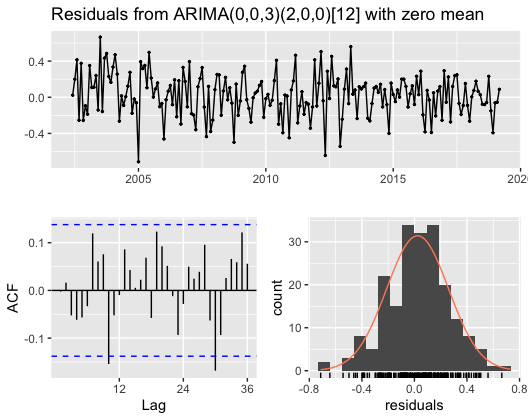 Residuals from ARIMA(0,0,3)(2,0,0)[12] with zero mean
0.4
0.0
-0.4
2005 2010 2015 2020
ACF
0.1
0.0
-0.1
12 24 36
Lag
count
30
20
10
0
-0.8 -0.4 0.0 0.4 0.8
residuals